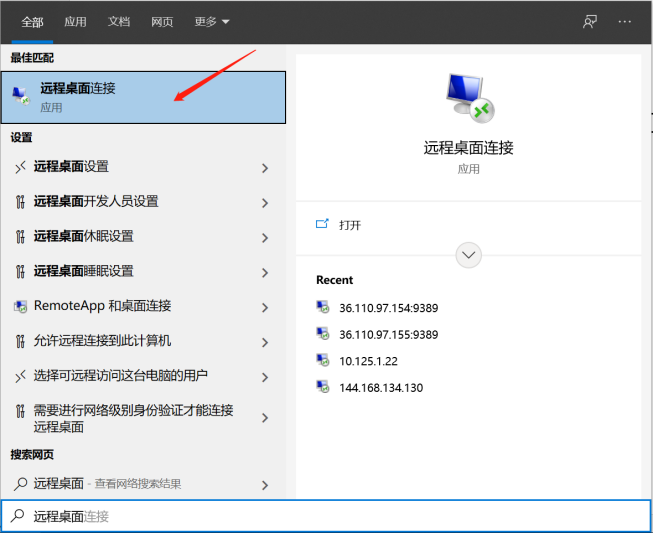 全部 应用 文档 网页 更多
最佳匹配
远程桌面连接
应用
设置
远程桌面设置
远程桌面开发人员设置
远程桌面休眠设置
远程桌面睡眠设置
RemoteApp 和桌面连接
允许远程连接到此计算机
选择可远程访问这台电脑的用户
需要进行网络级别身份验证才能连接
远程桌面
搜索网页
远程桌面 - 查看网络搜索结果
远程桌面连接
远程桌面连接
应用
打开
Recent
36.110.97.154:9389
36.110.97.155:9389
10.125.1.22
144.168.134.130